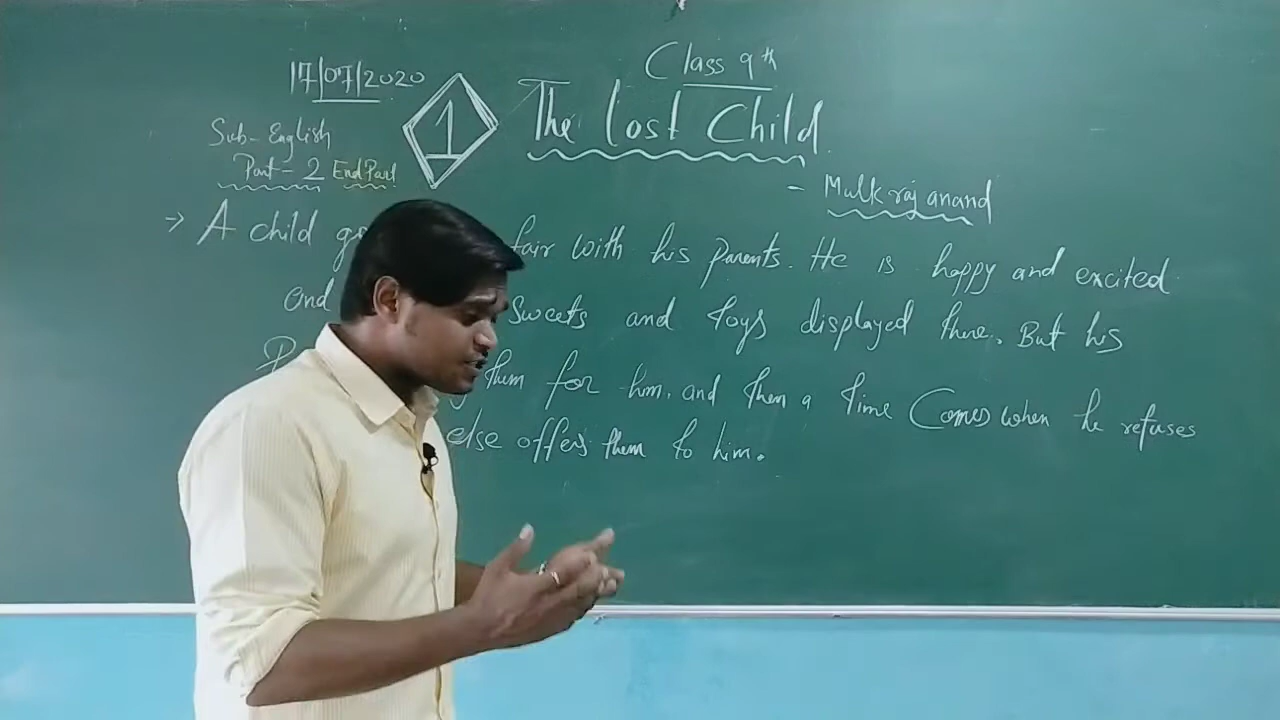 Class 9th
17/07/2020
1
The Lost Child
Sub-English
Part-2 End Part
- Mulk raj anand
→ A child fair with his parents. He is happy and excited
and sweets and toys displayed there. But his
them for him. and then a time comes when he refuses
else offers them to him.